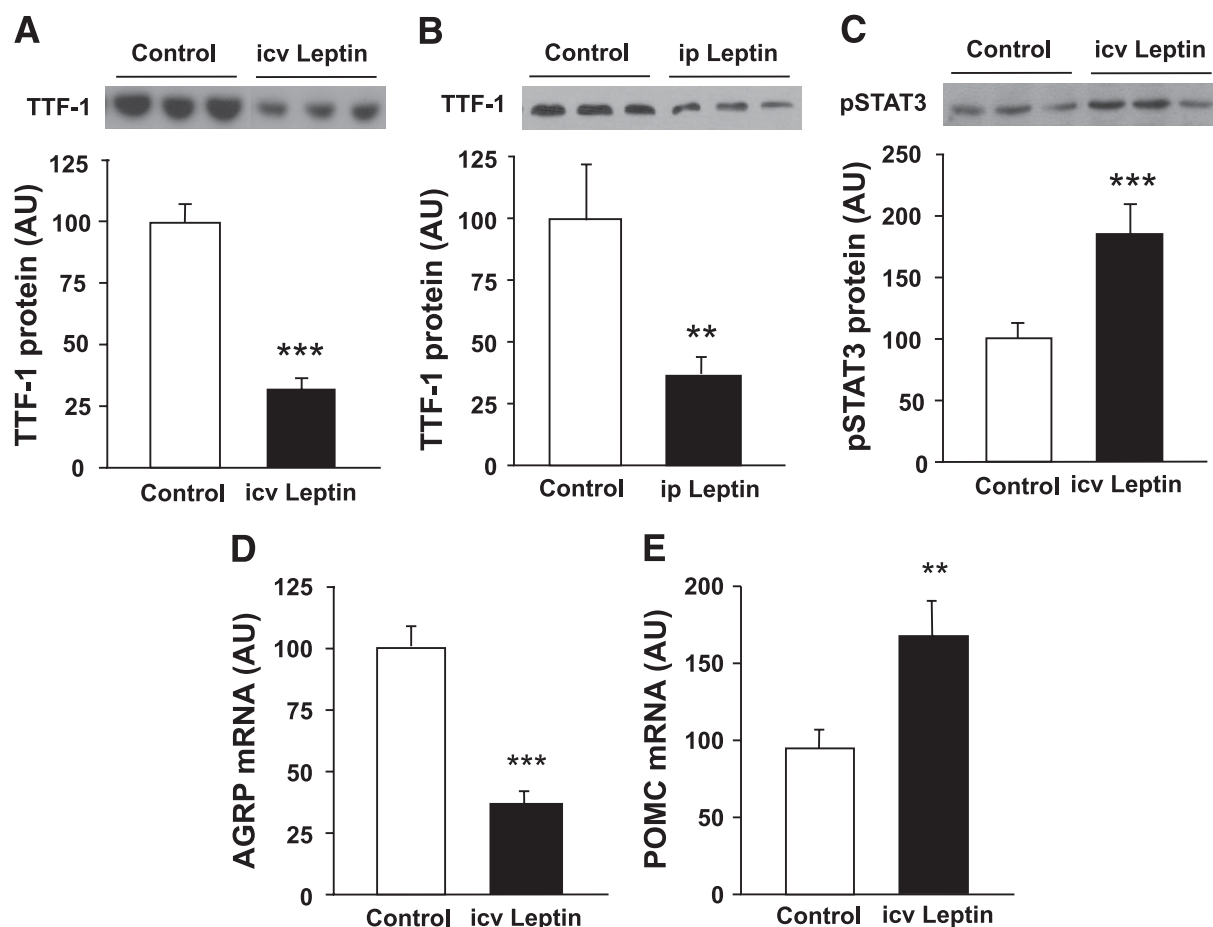 A
Control icv Leptin
TTF-1
TTF-1 protein (AU)
125
100
75
50
25
0
***
Control icv Leptin
B
Control ip Leptin
TTF-1
TTF-1 protein (AU)
125
100
75
50
25
0
**
Control ip Leptin
C
Control icv Leptin
pSTAT3
pSTAT3 protein (AU)
250
200
150
100
50
0
***
Control icv Leptin
D
AGRP mRNA (AU)
125
100
75
50
25
0
***
Control icv Leptin
E
POMC mRNA (AU)
200
150
100
50
0
**
Control icv Leptin